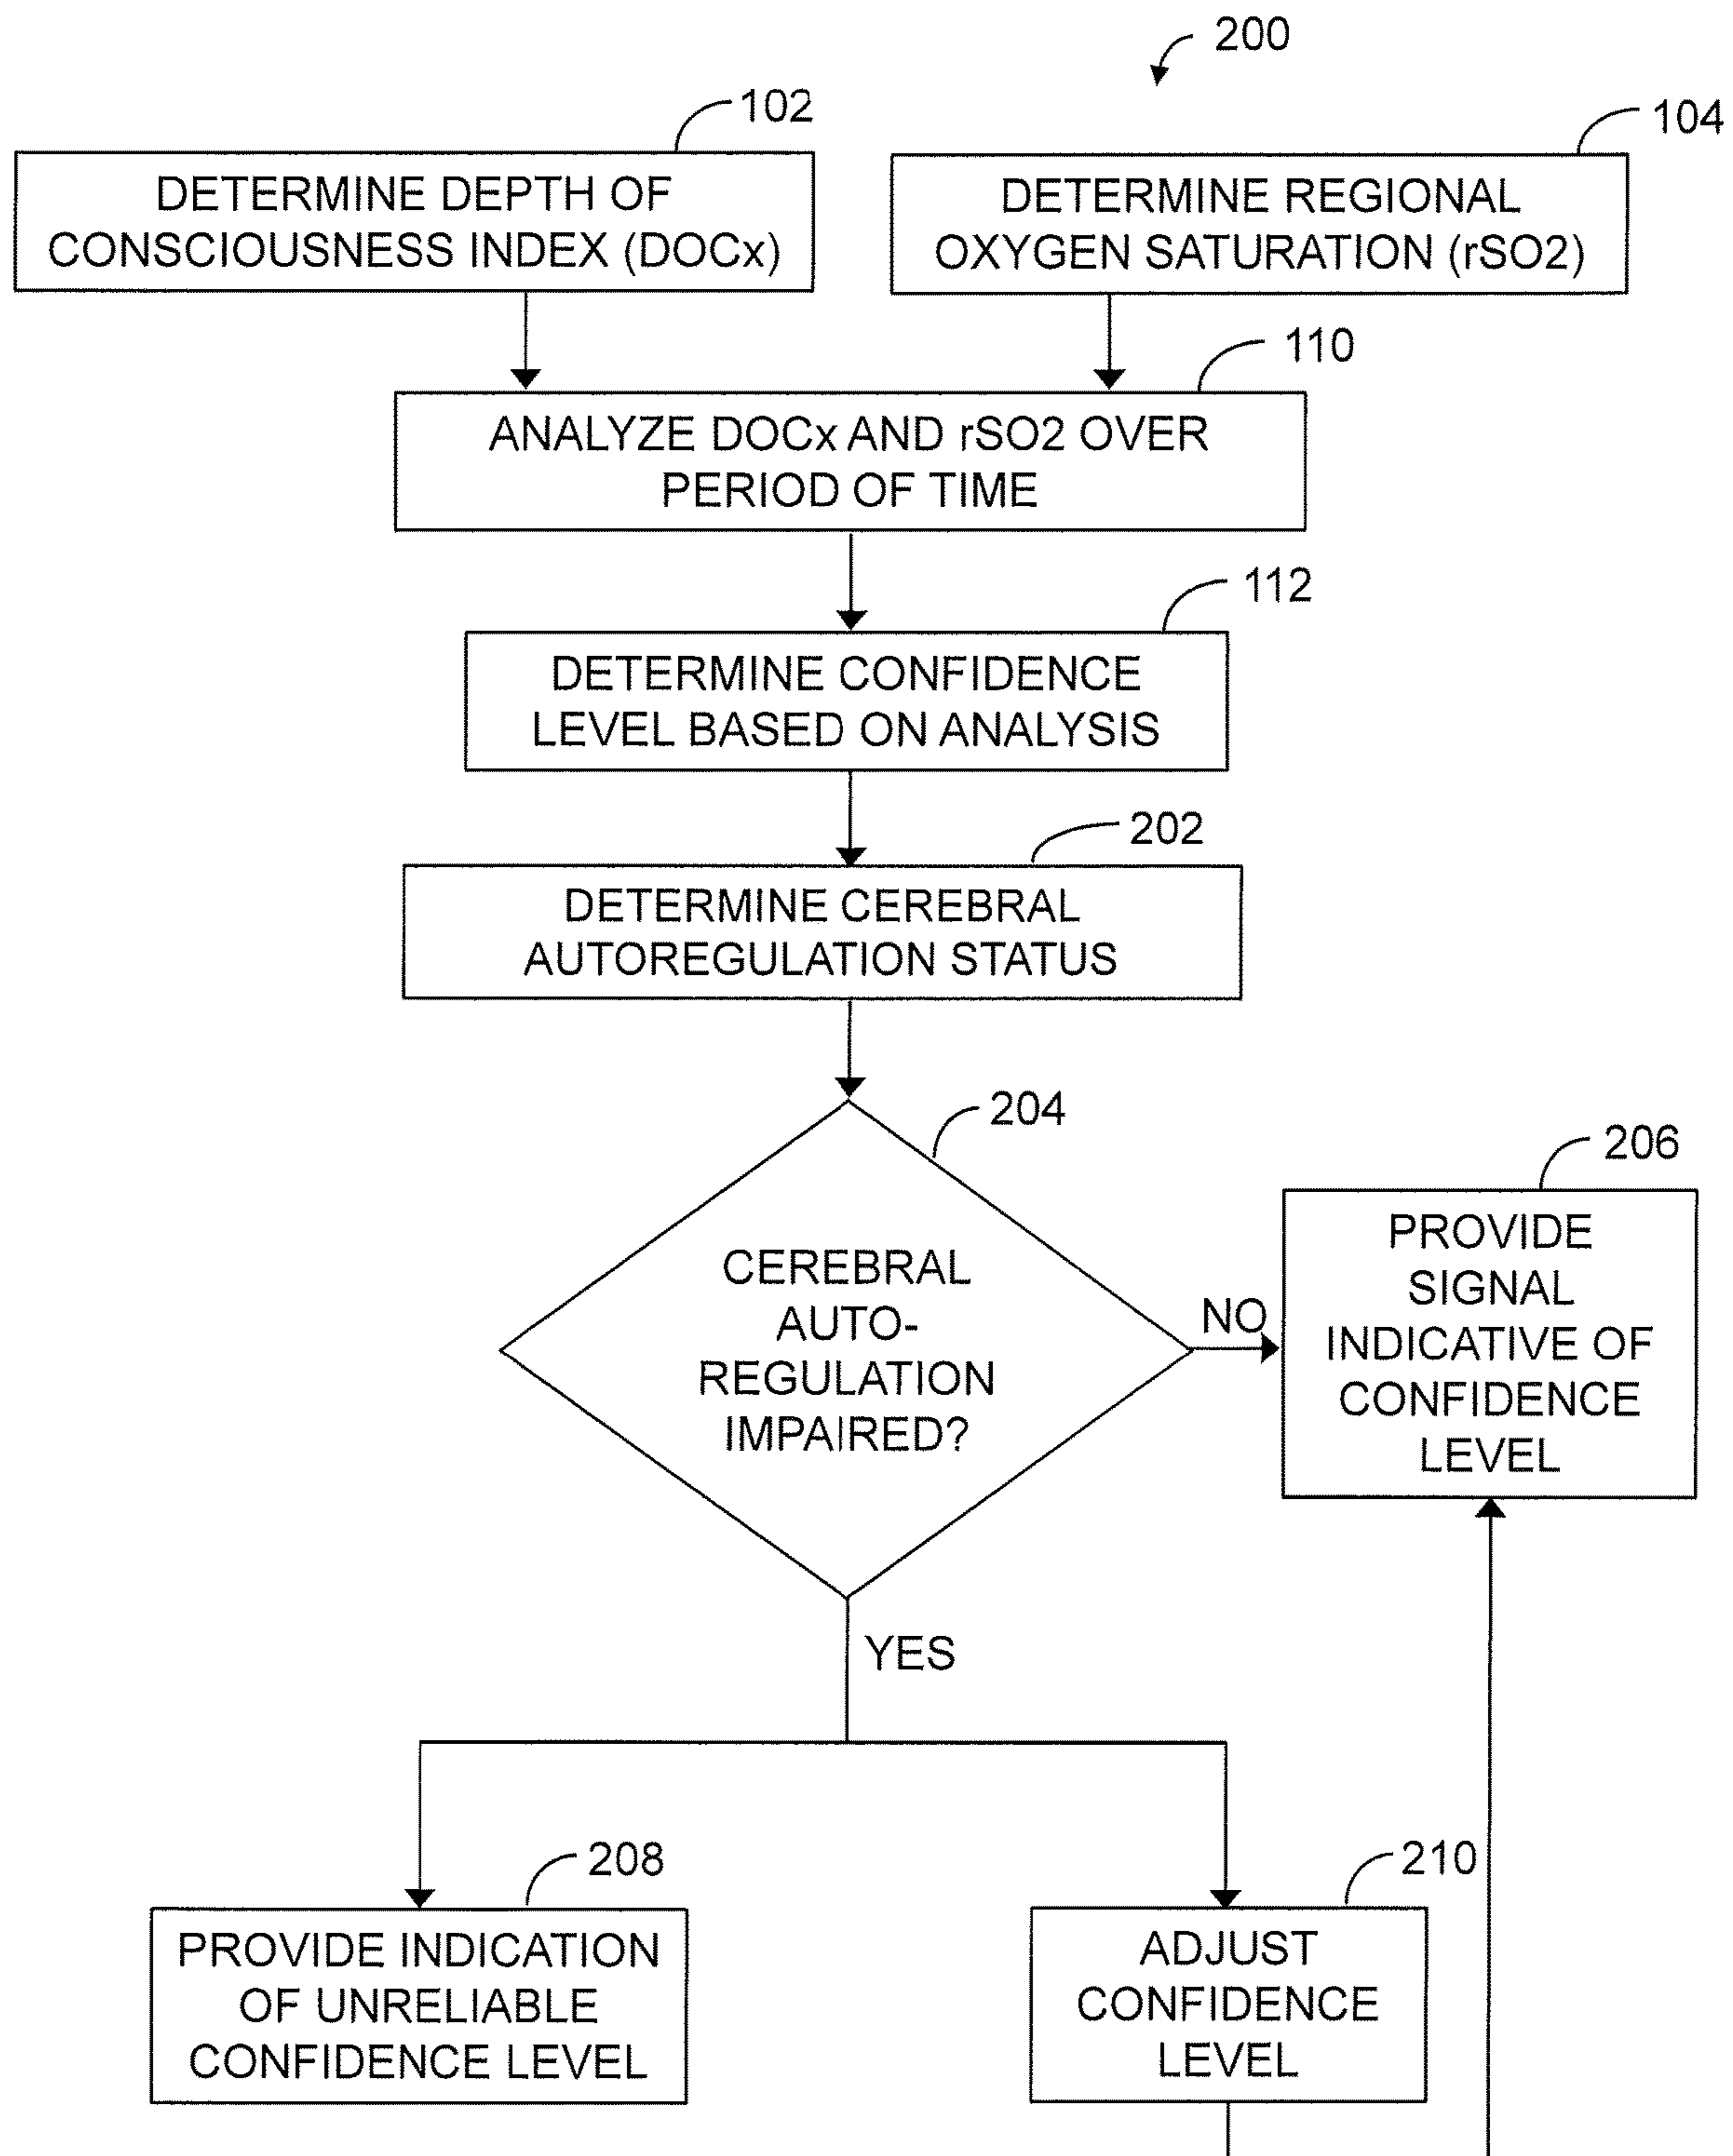 200
102
104
DETERMINE DEPTH OF
CONSCIOUSNESS INDEX (DOCx)
DETERMINE REGIONAL
OXYGEN SATURATION (rSO2)
110
ANALYZE DOCx AND rSO2 OVER
PERIOD OF TIME
112
DETERMINE CONFIDENCE
LEVEL BASED ON ANALYSIS
202
DETERMINE CEREBRAL
AUTOREGULATION STATUS
204
CEREBRAL
AUTO-
REGULATION
IMPAIRED?
NO
206
PROVIDE
SIGNAL
INDICATIVE OF
CONFIDENCE
LEVEL
YES
208
PROVIDE INDICATION
OF UNRELIABLE
CONFIDENCE LEVEL
210
ADJUST
CONFIDENCE
LEVEL